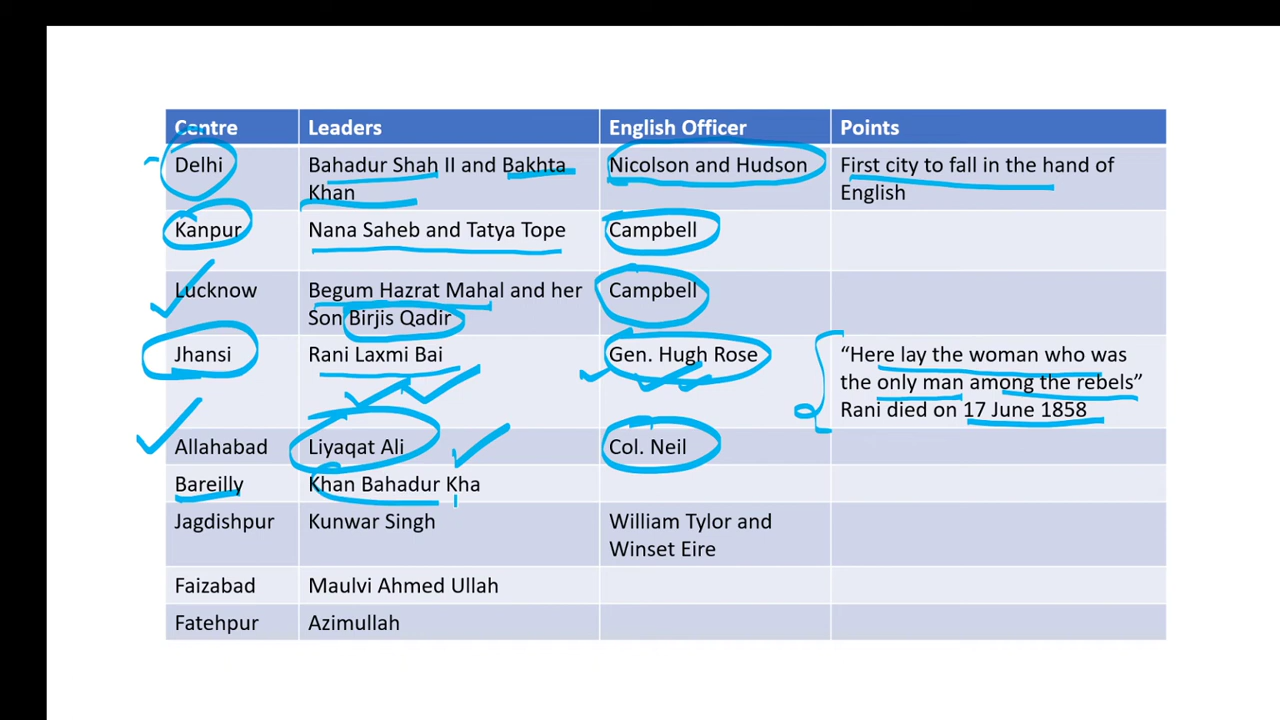 Centre Leaders English Officer Points
Delhi Bahadur Shah II and Bakhta Nicolson and Hudson First city to fall in the hand of
Khan English
Kanpur Nana Saheb and Tatya Tope Campbell
Lucknow Begum Hazrat Mahal and her Campbell
Son Birjis Qadir
Jhansi Rani Laxmi Bai Gen. Hugh Rose “Here lay the woman who was
the only man among the rebels”
Rani died on 17 June 1858
Allahabad Liyaqat Ali Col. Neil
Bareilly Khan Bahadur Kha
Jagdishpur Kunwar Singh William Tylor and
Winset Eire
Faizabad Maulvi Ahmed Ullah
Fatehpur Azimullah